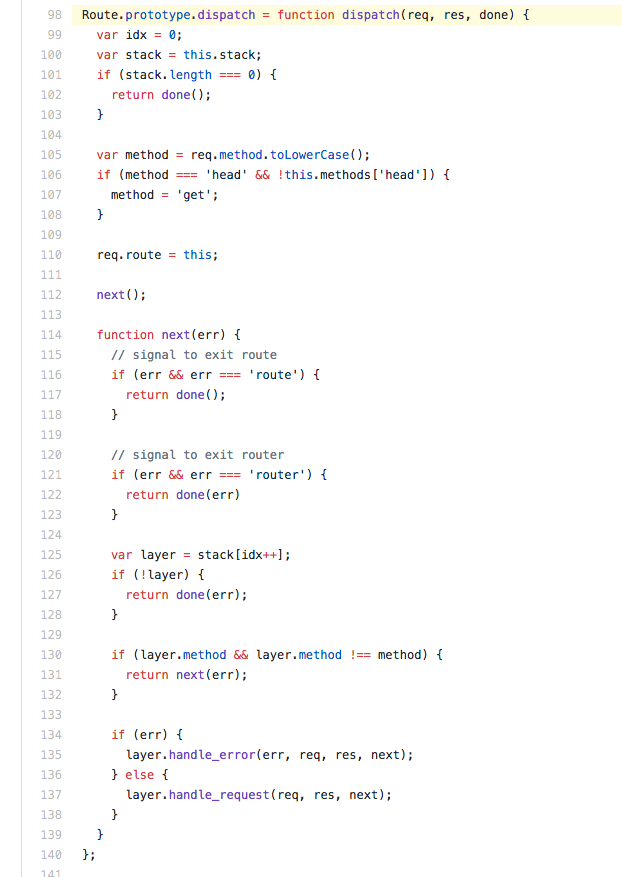 98 Route.prototype.dispatch = function dispatch(req, res, done) {
99   var idx = 0;
100   var stack = this.stack;
101   if (stack.length === 0) {
102     return done();
103   }
104
105   var method = req.method.toLowerCase();
106   if (method === 'head' && !this.methods['head']) {
107     method = 'get';
108   }
109
110   req.route = this;
111
112   next();
113
114   function next(err) {
115     // signal to exit route
116     if (err && err === 'route') {
117       return done();
118     }
119
120     // signal to exit router
121     if (err && err === 'router') {
122       return done(err)
123     }
124
125     var layer = stack[idx++];
126     if (!layer) {
127       return done(err);
128     }
129
130     if (layer.method && layer.method !== method) {
131       return next(err);
132     }
133
134     if (err) {
135       layer.handle_error(err, req, res, next);
136     } else {
137       layer.handle_request(req, res, next);
138     }
139   }
140 };
141